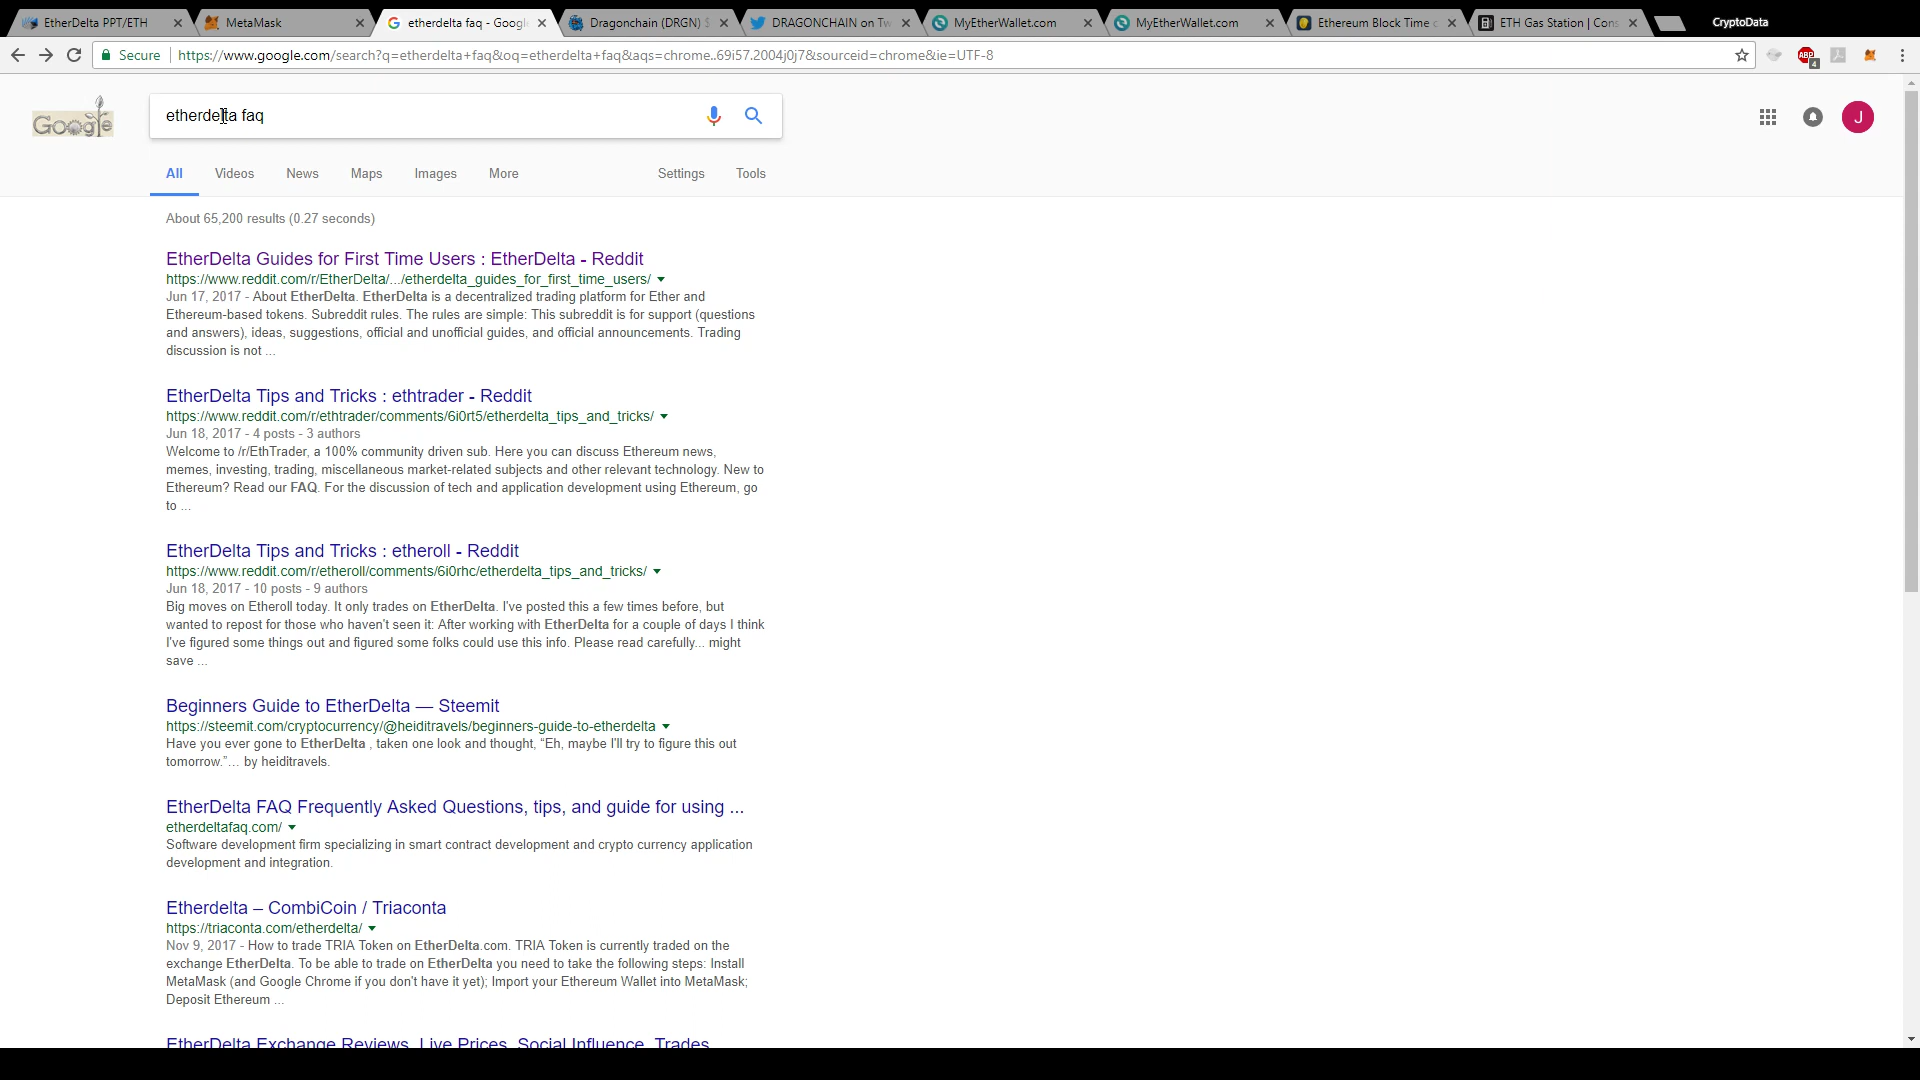 EtherDelta PPT/ETH
MetaMask
etherdelta faq - Google
Dragonchain (DRGN) $
DRAGONCHAIN on Tw
MyEtherWallet.com
MyEtherWallet.com
Ethereum Block Time
ETH Gas Station | Cons
CryptoData
Secure
https://www.google.com/search?q=etherdelta+faq&oq=etherdelta+faq&aqs=chrome..69i57.2004j0j7&sourceid=chrome&ie=UTF-8
ABP
4
Google
etherdelta faq
J
All
Videos
News
Maps
Images
More
Settings
Tools
About 65,200 results (0.27 seconds)
EtherDelta Guides for First Time Users : EtherDelta - Reddit
https://www.reddit.com/r/EtherDelta/.../etherdelta_guides_for_first_time_users/
Jun 17, 2017 - About EtherDelta. EtherDelta is a decentralized trading platform for Ether and
Ethereum-based tokens. Subreddit rules. The rules are simple: This subreddit is for support (questions
and answers), ideas, suggestions, official and unofficial guides, and official announcements. Trading
discussion is not ...
EtherDelta Tips and Tricks : ethtrader - Reddit
https://www.reddit.com/r/ethtrader/comments/6i0rt5/etherdelta_tips_and_tricks/
Jun 18, 2017 - 4 posts - 3 authors
Welcome to /r/EthTrader, a 100% community driven sub. Here you can discuss Ethereum news,
memes, investing, trading, miscellaneous market-related subjects and other relevant technology. New to
Ethereum? Read our FAQ. For the discussion of tech and application development using Ethereum, go
to ...
EtherDelta Tips and Tricks : etheroll - Reddit
https://www.reddit.com/r/etheroll/comments/6i0rhc/etherdelta_tips_and_tricks/
Jun 18, 2017 - 10 posts - 9 authors
Big moves on Etheroll today. It only trades on EtherDelta. I've posted this a few times before, but
wanted to repost for those who haven't seen it: After working with EtherDelta for a couple of days I think
I've figured some things out and figured some folks could use this info. Please read carefully... might
save ...
Beginners Guide to EtherDelta — Steemit
https://steemit.com/cryptocurrency/@heiditravels/beginners-guide-to-etherdelta
Have you ever gone to EtherDelta , taken one look and thought, “Eh, maybe I'll try to figure this out
tomorrow.”… by heiditravels.
EtherDelta FAQ Frequently Asked Questions, tips, and guide for using ...
etherdeltafaq.com/
Software development firm specializing in smart contract development and crypto currency application
development and integration.
Etherdelta – CombiCoin / Triaconta
https://triaconta.com/etherdelta/
Nov 9, 2017 - How to trade TRIA Token on EtherDelta.com. TRIA Token is currently traded on the
exchange EtherDelta. To be able to trade on EtherDelta you need to take the following steps: Install
MetaMask (and Google Chrome if you don't have it yet); Import your Ethereum Wallet into MetaMask;
Deposit Ethereum ...
EtherDelta Exchange Reviews, Live Prices, Social Influence, Trades